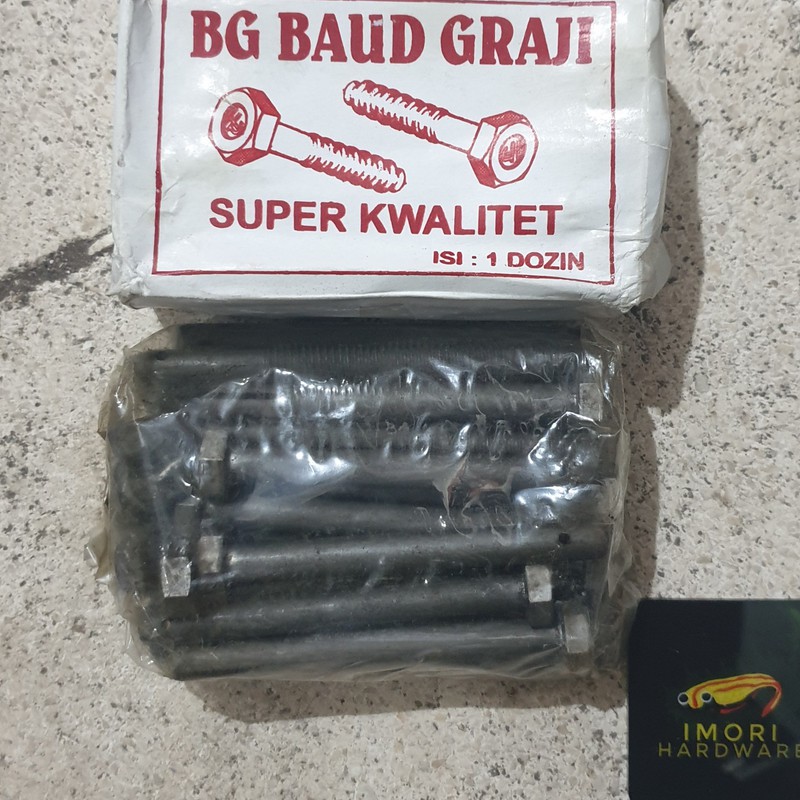 BG BAUD GRAJI
SUPER KWALITET
ISI : 1 DOZIN
IMORI
HARDWARE